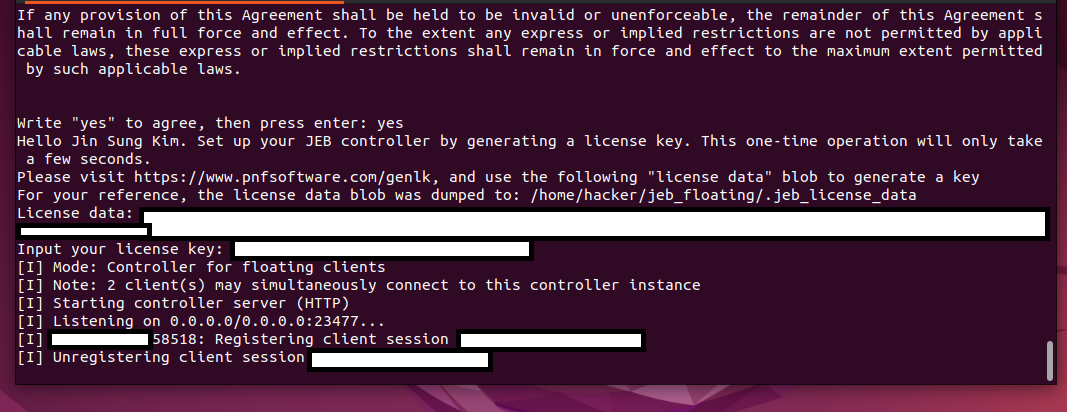 If any provision of this Agreement shall be held to be invalid or unenforceable, the remainder of this Agreement s
hall remain in full force and effect. To the extent any express or implied restrictions are not permitted by appli
cable laws, these express or implied restrictions shall remain in force and effect to the maximum extent permitted
 by such applicable laws.
Write "yes" to agree, then press enter: yes
Hello Jin Sung Kim. Set up your JEB controller by generating a license key. This one-time operation will only take
 a few seconds.
Please visit https://www.pnfsoftware.com/genlk, and use the following "license data" blob to generate a key
For your reference, the license data blob was dumped to: /home/hacker/jeb_floating/.jeb_license_data
License data:
Input your license key:
[I] Mode: Controller for floating clients
[I] Note: 2 client(s) may simultaneously connect to this controller instance
[I] Starting controller server (HTTP)
[I] Listening on 0.0.0.0/0.0.0.0:23477...
[I] 58518: Registering client session
[I] Unregistering client session